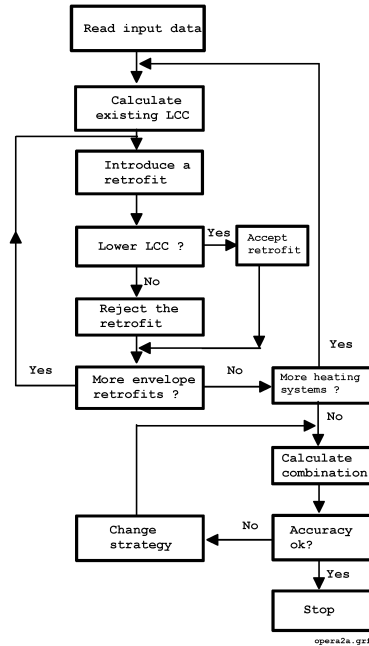 Read input data
Calculate
existing LCC
Introduce a
retrofit
Lower LCC ?
Yes
Accept
retrofit
No
Reject the
retrofit
Yes
More envelope
retrofits ?
No
More heating
systems ?
Yes
No
Calculate
combination
Change
strategy
No
Accuracy
ok?
Yes
Stop
opera2a.grf